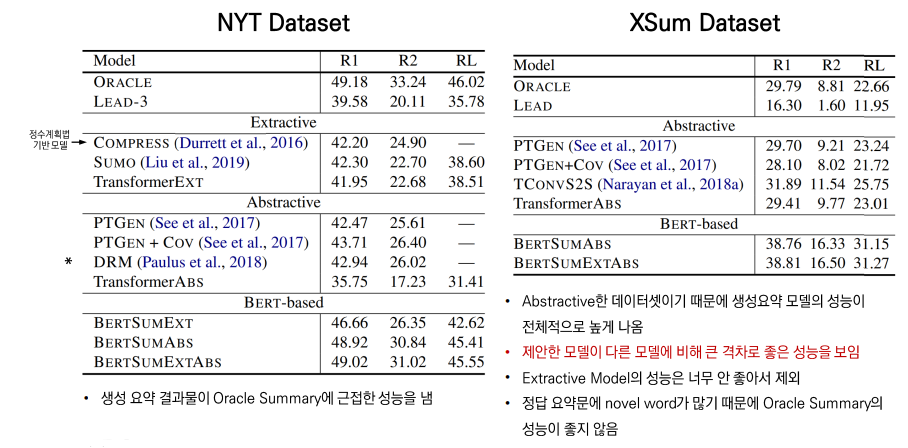 NYT Dataset
Model R1 R2 RL
ORACLE 49.18 33.24 46.02
LEAD-3 39.58 20.11 35.78
Extractive
정수계획법
기반 모델
COMPRESS (Durrett et al., 2016) 42.20 24.90 —
SUMO (Liu et al., 2019) 42.30 22.70 38.60
TransformerEXT 41.95 22.68 38.51
Abstractive
PTGEN (See et al., 2017) 42.47 25.61 —
PTGEN + COV (See et al., 2017) 43.71 26.40 —
* DRM (Paulus et al., 2018) 42.94 26.02 —
TransformerABS 35.75 17.23 31.41
BERT-based
BERTSUMEXT 46.66 26.35 42.62
BERTSUMABS 48.92 30.84 45.41
BERTSUMEXTABS 49.02 31.02 45.55
• 생성 요약 결과물이 Oracle Summary에 근접한 성능을 냄
XSum Dataset
Model R1 R2 RL
ORACLE 29.79 8.81 22.66
LEAD 16.30 1.60 11.95
Abstractive
PTGEN (See et al., 2017) 29.70 9.21 23.24
PTGEN+COV (See et al., 2017) 28.10 8.02 21.72
TCONVS2S (Narayan et al., 2018a) 31.89 11.54 25.75
TransformerABS 29.41 9.77 23.01
BERT-based
BERTSUMABS 38.76 16.33 31.15
BERTSUMEXTABS 38.81 16.50 31.27
• Abstractive한 데이터셋이기 때문에 생성요약 모델의 성능이
전체적으로 높게 나옴
• 제안한 모델이 다른 모델에 비해 큰 격차로 좋은 성능을 보임
• Extractive Model의 성능은 너무 안 좋아서 제외
• 정답 요약문에 novel word가 많기 때문에 Oracle Summary의
성능이 좋지 않음